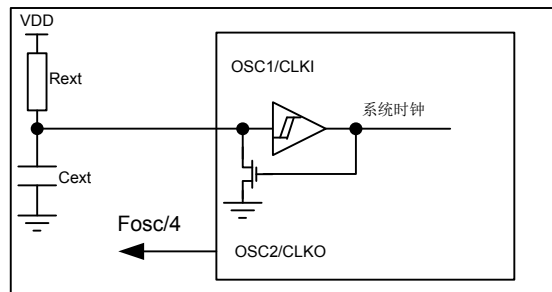 VDD
Rext
OSC1/CLKI
系统时钟
Cext
Fosc/4
OSC2/CLKO